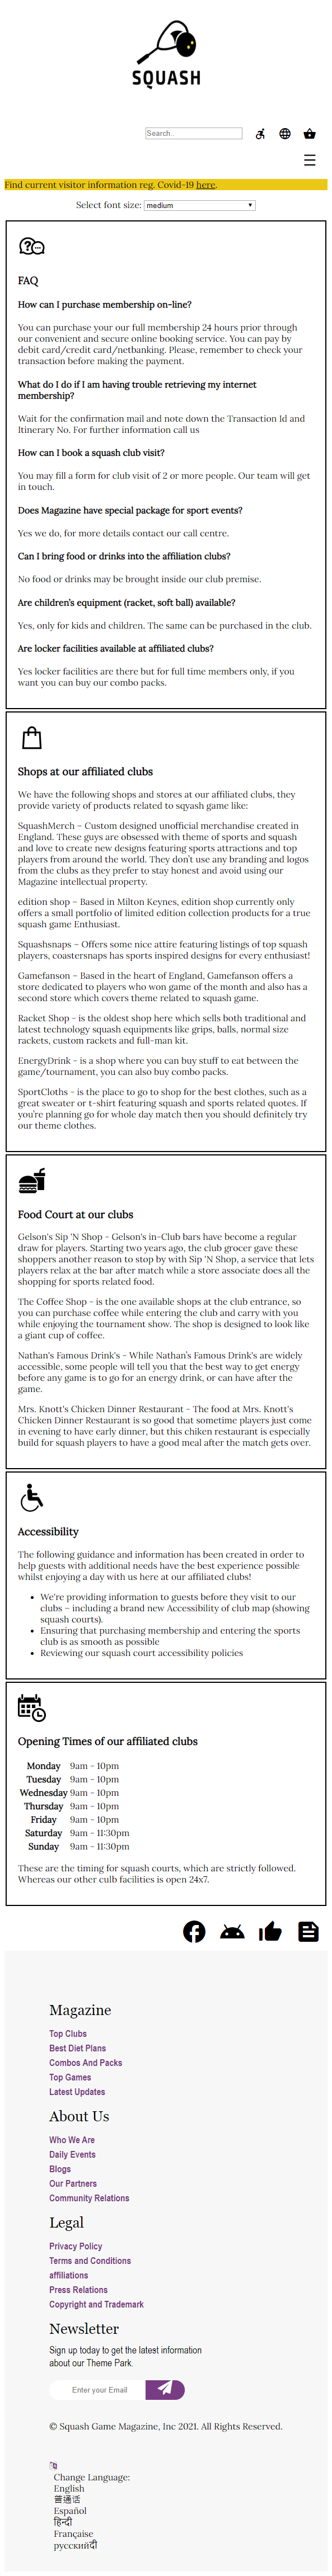 SQUASH
Search..
Find current visitor information reg. Covid-19 here.
Select font size: medium
FAQ
How can I purchase membership on-line?
You can purchase your our full membership 24 hours prior through
our convenient and secure online booking service. You can pay by
debit card/credit card/netbanking. Please, remember to check your
transaction before making the payment.
What do I do if I am having trouble retrieving my internet
membership?
Wait for the confirmation mail and note down the Transaction Id and
Itinerary No. For further information call us
How can I book a squash club visit?
You may fill a form for club visit of 2 or more people. Our team will get
in touch.
Does Magazine have special package for sport events?
Yes we do, for more details contact our call centre.
Can I bring food or drinks into the affiliation clubs?
No food or drinks may be brought inside our club premise.
Are children's equipment (racket, soft ball) available?
Yes, only for kids and children. The same can be purchased in the club.
Are locker facilities available at affiliated clubs?
Yes locker facilities are there but for full time members only, if you
want you can buy our combo packs.
Shops at our affiliated clubs
We have the following shops and stores at our affiliated clubs, they
provide variety of products related to sqyash game like:
SquashMerch – Custom designed unofficial merchandise created in
England. These guys are obsessed with theme of sports and squash
and love to create new designs featuring sports attractions and top
players from around the world. They don't use any branding and logos
from the clubs as they prefer to stay honest and avoid using our
Magazine intellectual property.
edition shop – Based in Milton Keynes, edition shop currently only
offers a small portfolio of limited edition collection products for a true
squash game Enthusiast.
Squashsnaps – Offers some nice attire featuring listings of top squash
players, coastersnaps has sports inspired designs for every enthusiast!
Gamefanson – Based in the heart of England, Gamefanson offers a
store dedicated to players who won game of the month and also has a
second store which covers theme related to squash game.
Racket Shop - is the oldest shop here which sells both traditional and
latest technology squash equipments like grips, balls, normal size
rackets, custom rackets and full-man kit.
EnergyDrink - is a shop where you can buy stuff to eat between the
game/tournament, you can also buy combo packs.
SportCloths - is the place to go to shop for the best clothes, such as a
great sweater or t-shirt featuring squash and sports related quotes. If
you're planning go for whole day match then you should definitely try
our theme clothes.
Food Court at our clubs
Gelson's Sip 'N Shop - Gelson's in-Club bars have become a regular
draw for players. Starting two years ago, the club grocer gave these
shoppers another reason to stop by with Sip 'N Shop, a service that lets
players relax at the bar after match while a store associate does all the
shopping for sports related food.
The Coffee Shop - is the one available shops at the club entrance, so
you can purchase coffee while entering the club and carry with you
while enjoying the tournament show. The shop is designed to look like
a giant cup of coffee.
Nathan's Famous Drink's - While Nathan's Famous Drink's are widely
accessible, some people will tell you that the best way to get energy
before any game is to go for an energy drink, or can have after the
game.
Mrs. Knott's Chicken Dinner Restaurant - The food at Mrs. Knott's
Chicken Dinner Restaurant is so good that sometime players just come
in evening to have early dinner, but this chiken restaurant is especially
build for squash players to have a good meal after the match gets over.
Accessibility
The following guidance and information has been created in order to
help guests with additional needs have the best experience possible
whilst enjoying a day with us here at our affiliated clubs!
• We're providing information to guests before they visit to our
clubs – including a brand new Accessibility of club map (showing
squash courts).
• Ensuring that purchasing membership and entering the sports
club is as smooth as possible
• Reviewing our squash court accessibility policies
Opening Times of our affiliated clubs
Monday 9am - 10pm
Tuesday 9am - 10pm
Wednesday 9am - 10pm
Thursday 9am - 10pm
Friday 9am - 10pm
Saturday 9am - 11:30pm
Sunday 9am - 11:30pm
These are the timing for squash courts, which are strictly followed.
Whereas our other culb facilities is open 24x7.
Magazine
Top Clubs
Best Diet Plans
Combos And Packs
Top Games
Latest Updates
About Us
Who We Are
Daily Events
Blogs
Our Partners
Community Relations
Legal
Privacy Policy
Terms and Conditions
affiliations
Press Relations
Copyright and Trademark
Newsletter
Sign up today to get the latest information
about our Theme Park.
Enter your Email
© Squash Game Magazine, Inc 2021. All Rights Reserved.
Change Language:
English
普通话
Español
हिन्दी
Française
русскийदी